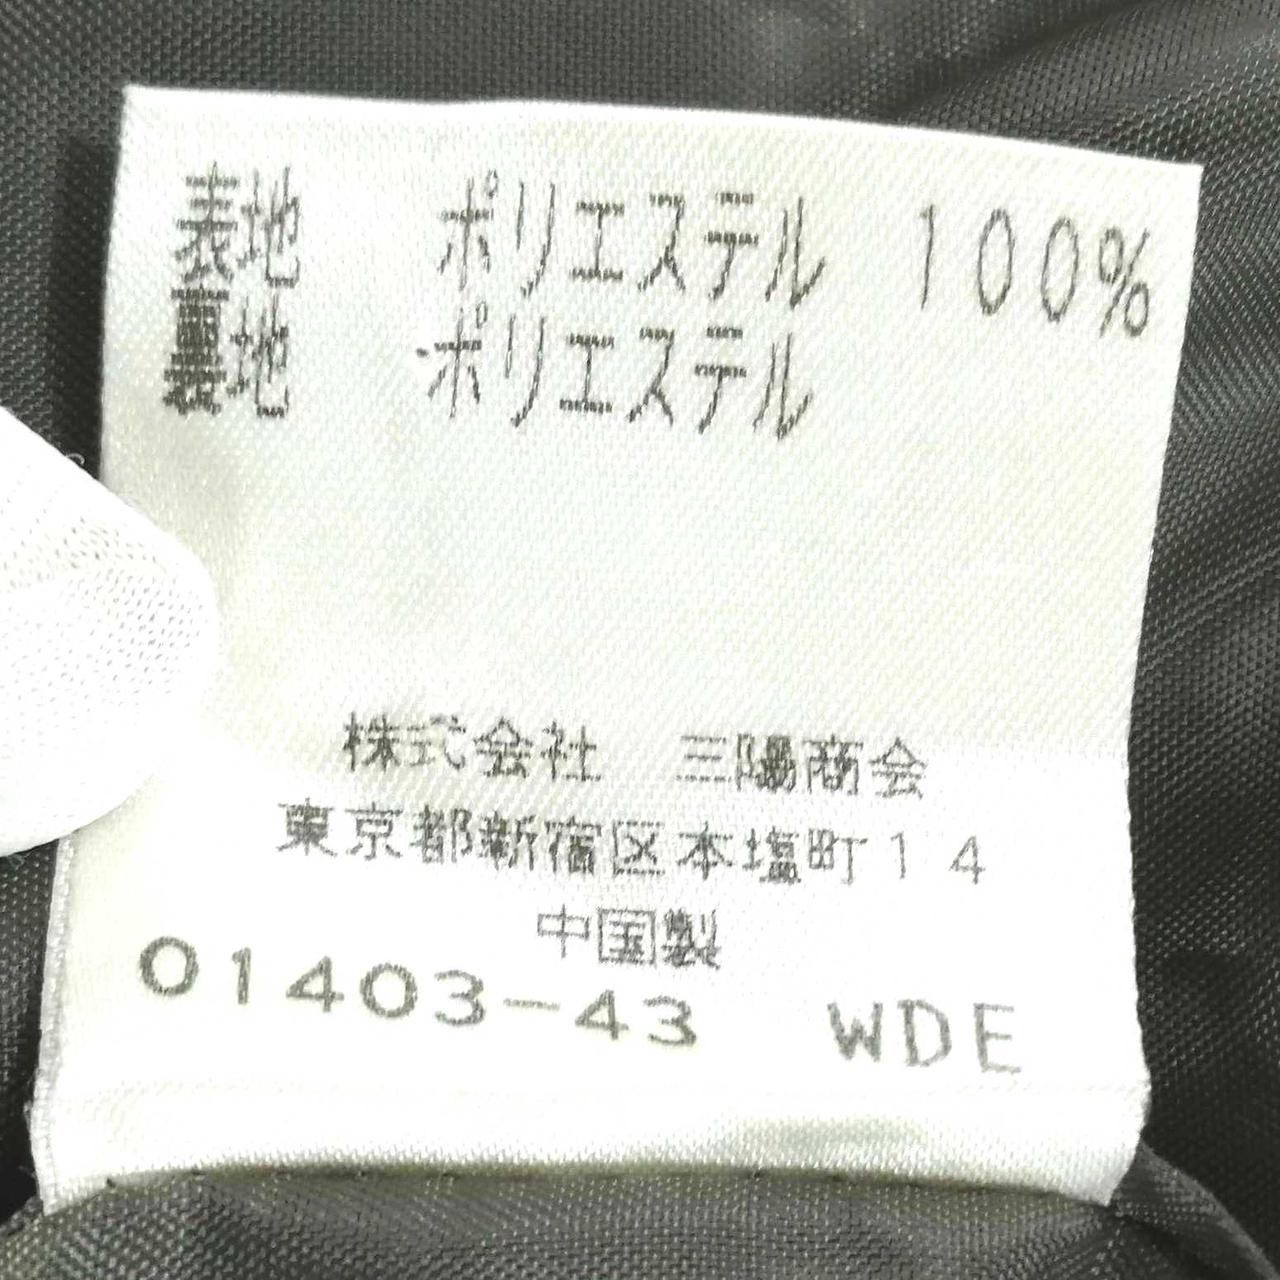 表地 ポリエステル 100%
裏地 ポリエステル
株式会社 三陽商会
東京都新宿区本塩町14
中国製
01403-43 WDE